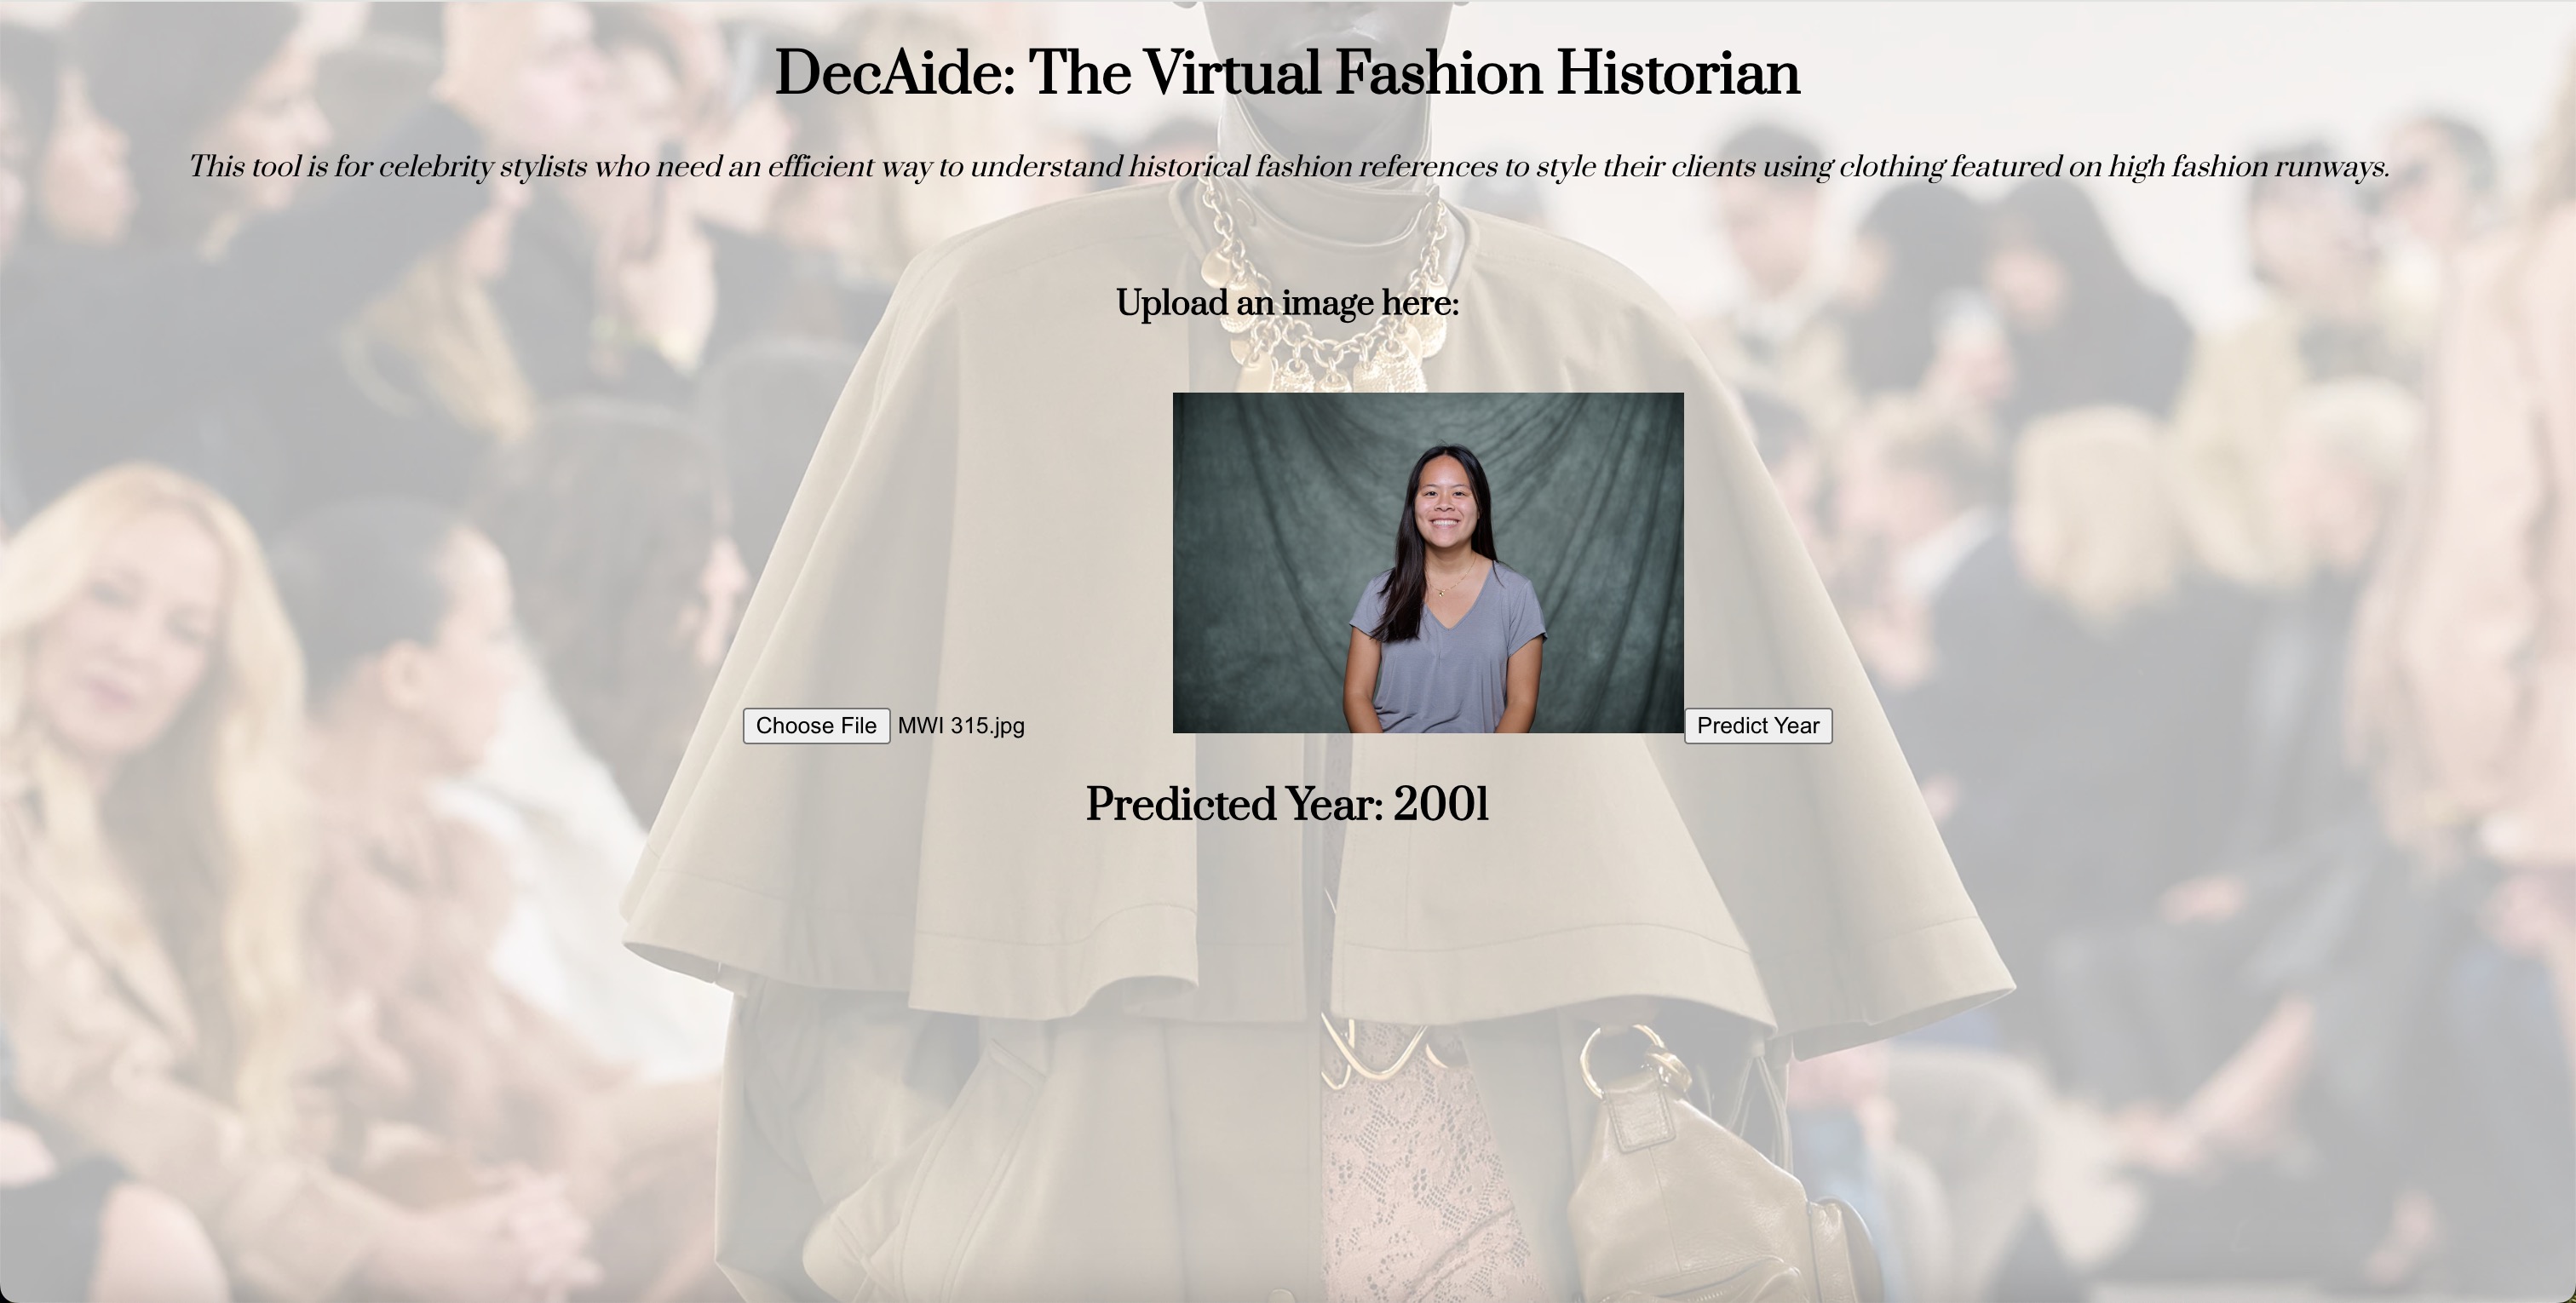 DecAide: The Virtual Fashion Historian
This tool is for celebrity stylists who need an efficient way to understand historical fashion references to style their clients using clothing featured on high fashion runways.
Upload an image here:
Choose File MWI 315.jpg Predict Year
Predicted Year: 2001